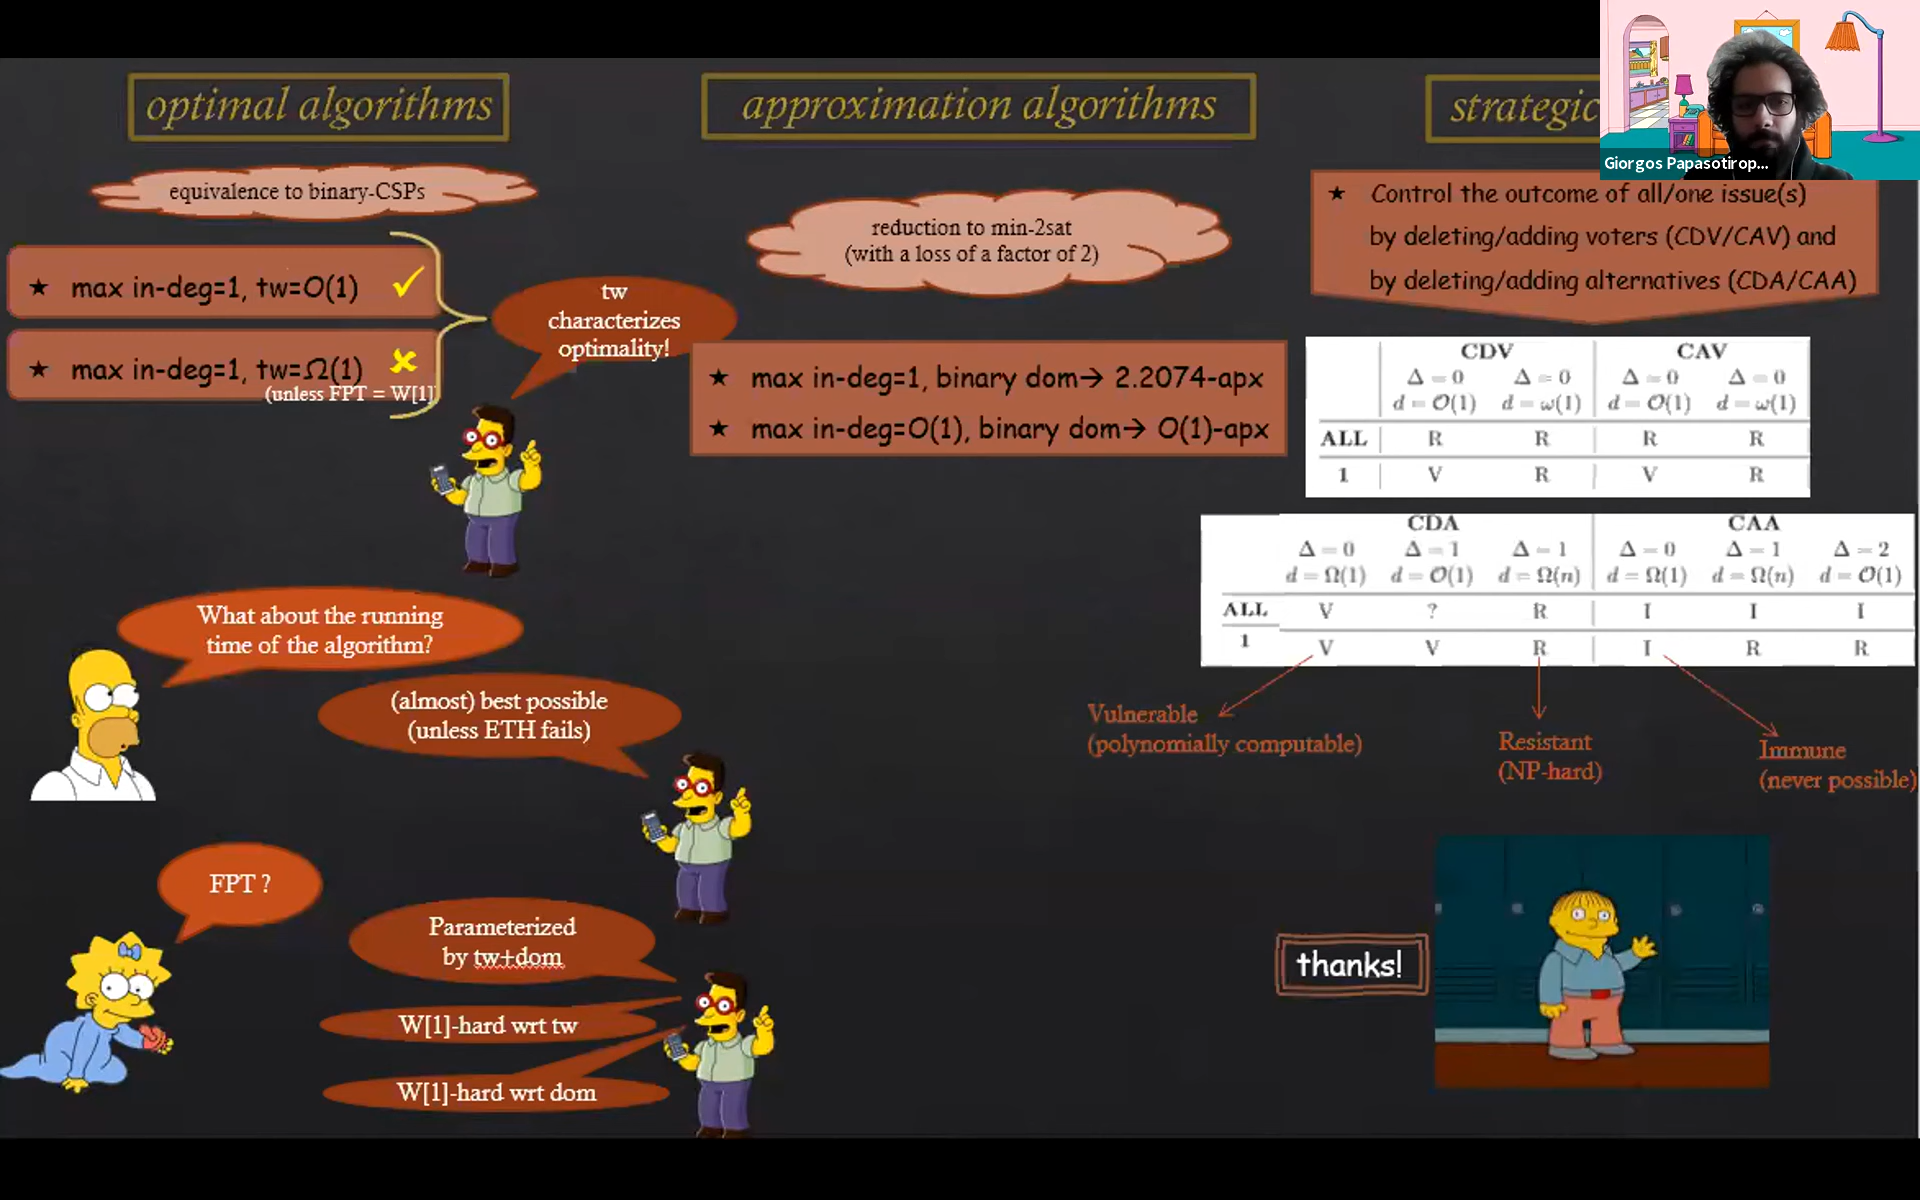 optimal algorithms
equivalence to binary-CSPs
★ max in-deg=1, tw=O(1) ✓
★ max in-deg=1, tw=Ω(1) ✘
(unless FPT = W[1]
tw
characterizes
optimality!
What about the running
time of the algorithm?
(almost) best possible
(unless ETH fails)
FPT ?
Parameterized
by tw+dom
W[1]-hard wrt tw
W[1]-hard wrt dom
approximation algorithms
reduction to min-2sat
(with a loss of a factor of 2)
★ max in-deg=1, binary dom→ 2.2074-apx
★ max in-deg=O(1), binary dom→ O(1)-apx
strategic
Giorgos Papasotirop...
★ Control the outcome of all/one issue(s)
by deleting/adding voters (CDV/CAV) and
by deleting/adding alternatives (CDA/CAA)
CDV CAV
Δ = 0 Δ = 0 Δ = 0 Δ = 0
d = O(1) d = ω(1) d = O(1) d = ω(1)
ALL R R R R
1 V R V R
CDA CAA
Δ = 0 Δ = 1 Δ = 1 Δ = 0 Δ = 1 Δ = 2
d = Ω(1) d = O(1) d = Ω(n) d = Ω(1) d = Ω(n) d = O(1)
ALL V ? R I I I
1 V V R I R R
Vulnerable
(polynomially computable)
Resistant
(NP-hard)
Immune
(never possible)
thanks!